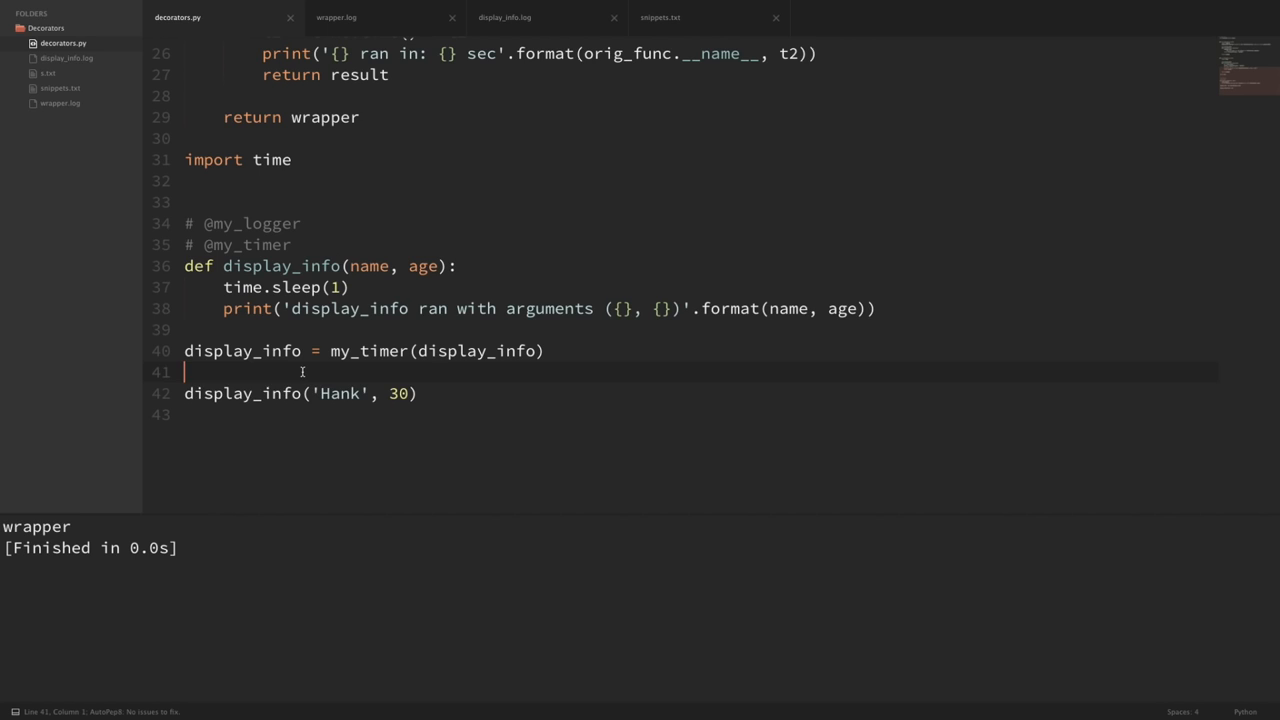 FOLDERS
Decorators
decorators.py
display_info.log
s.txt
snippets.txt
wrapper.log
decorators.py
wrapper.log
display_info.log
snippets.txt
26 print('{} ran in: {} sec'.format(orig_func.__name__, t2))
27 return result
28
29 return wrapper
30
31 import time
32
33
34 # @my_logger
35 # @my_timer
36 def display_info(name, age):
37 time.sleep(1)
38 print('display_info ran with arguments ({}, {})'.format(name, age))
39
40 display_info = my_timer(display_info)
41
42 display_info('Hank', 30)
43
wrapper
[Finished in 0.0s]
Line 41, Column 1; AutoPep8: No issues to fix.
Spaces: 4
Python